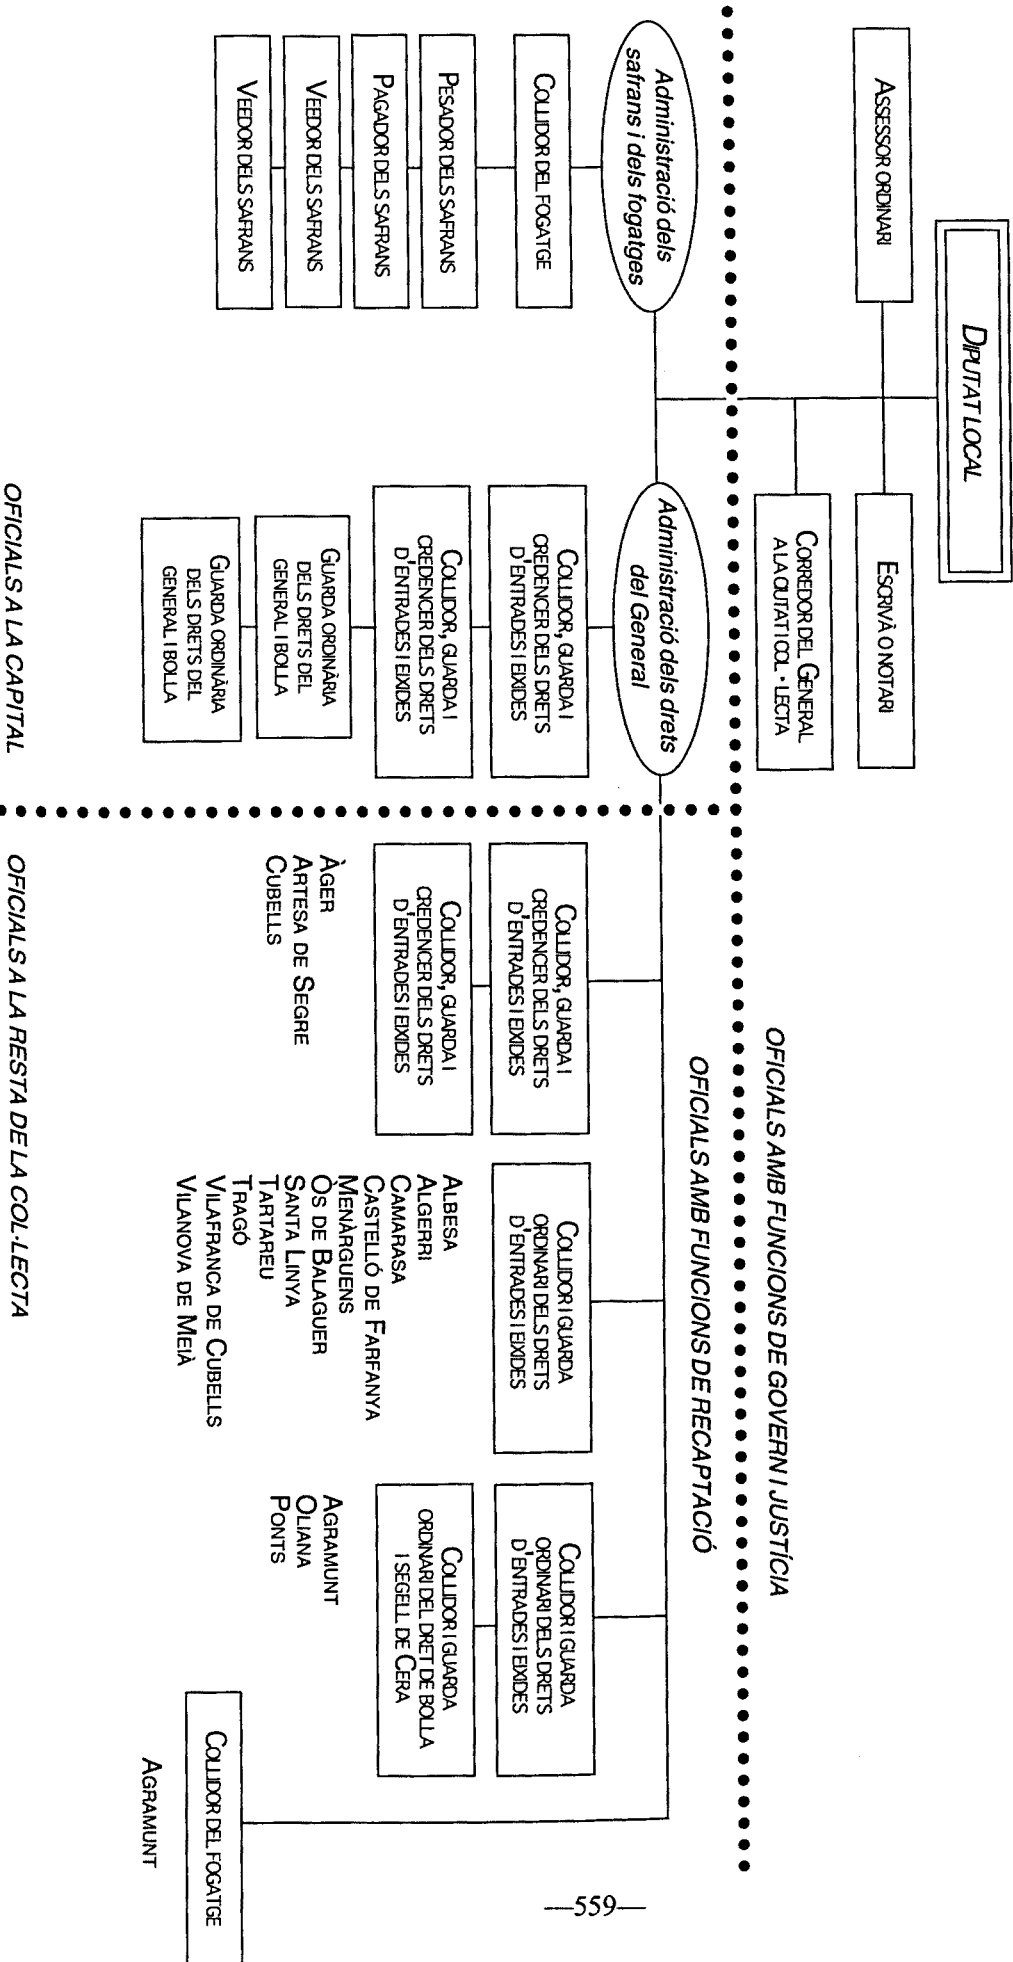 DIPUTAT LOCAL
ASSESSOR ORDINARI
ESCRIVÀ O NOTARI
CORREDOR DEL GENERAL
A LA CIUTAT I COL·LECTA
OFICIALS AMB FUNCIONS DE GOVERN I JUSTÍCIA
OFICIALS AMB FUNCIONS DE RECAPTACIÓ
Administració dels
safrans i dels fogatges
COLLIDOR DEL FOGATGE
PESADOR DELS SAFRANS
PAGADOR DELS SAFRANS
VEEDOR DELS SAFRANS
VEEDOR DELS SAFRANS
Administració dels drets
del General
COLLIDOR, GUARDA I
CREDENCER DELS DRETS
D'ENTRADES I EIXIDES
COLLIDOR, GUARDA I
CREDENCER DELS DRETS
D'ENTRADES I EIXIDES
GUARDA ORDINÀRIA
DELS DRETS DEL
GENERAL I BOLLA
GUARDA ORDINÀRIA
DELS DRETS DEL
GENERAL I BOLLA
COLLIDOR, GUARDA I
CREDENCER DELS DRETS
D'ENTRADES I EIXIDES
COLLIDOR, GUARDA I
CREDENCER DELS DRETS
D'ENTRADES I EIXIDES
ÀGER
ARTESA DE SEGRE
CUBELLS
COLLIDOR I GUARDA
ORDINARI DELS DRETS
D'ENTRADES I EIXIDES
ALBESA
ALGERRI
CAMARASA
CASTELLÓ DE FARFANYA
MENÀRGUENS
ÒS DE BALAGUER
SANTA LINYA
TARTAREU
TRAGÓ
VILAFRANCA DE CUBELLS
VILANOVA DE MEIÀ
COLLIDOR I GUARDA
ORDINARI DELS DRETS
D'ENTRADES I EIXIDES
COLLIDOR I GUARDA
ORDINARI DEL DRET DE BOLLA
I SEGELL DE CERA
AGRAMUNT
OLIANA
PONTS
COLLIDOR DEL FOGATGE
AGRAMUNT
OFICIALS A LA CAPITAL
OFICIALS A LA RESTA DE LA COL·LECTA
—559—